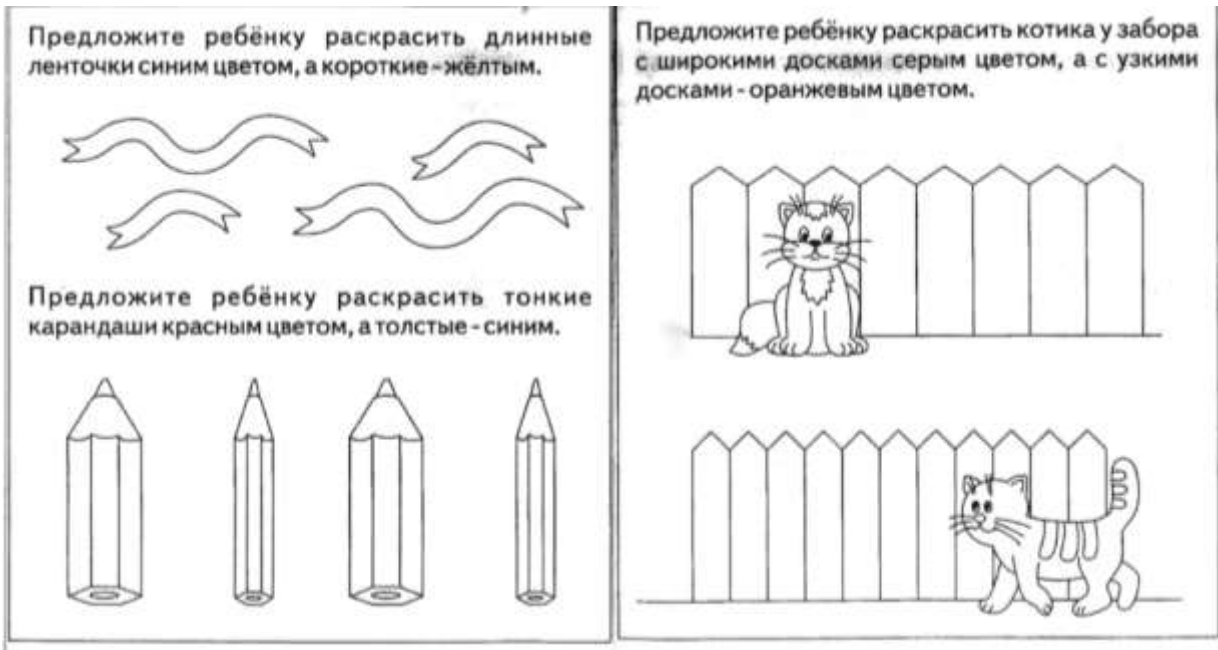 Предложите ребёнку раскрасить длинные
ленточки синим цветом, а короткие - жёлтым.
Предложите ребёнку раскрасить тонкие
карандаши красным цветом, а толстые - синим.
Предложите ребёнку раскрасить котика у забора
с широкими досками серым цветом, а с узкими
досками - оранжевым цветом.